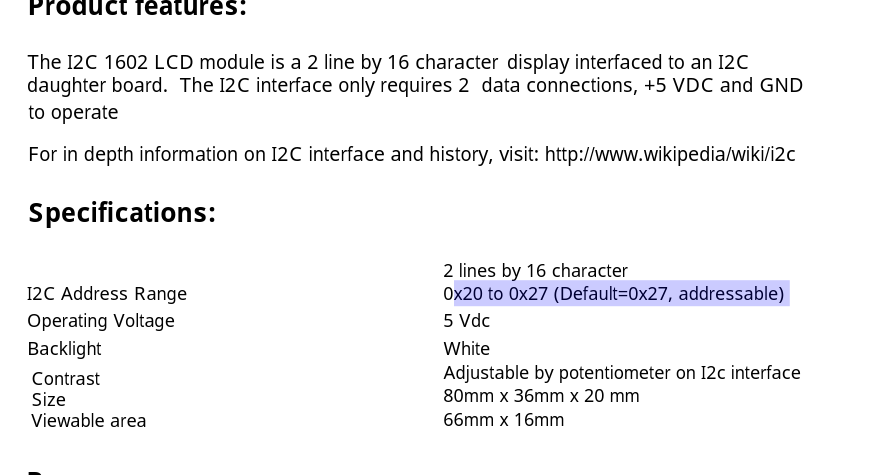 Product features:
The I2C 1602 LCD module is a 2 line by 16 character display interfaced to an I2C
daughter board. The I2C interface only requires 2 data connections, +5 VDC and GND
to operate
For in depth information on I2C interface and history, visit: http://www.wikipedia/wiki/i2c
Specifications:
2 lines by 16 character
I2C Address Range 0x20 to 0x27 (Default=0x27, addressable)
Operating Voltage 5 Vdc
Backlight White
Contrast Adjustable by potentiometer on I2c interface
Size 80mm x 36mm x 20 mm
Viewable area 66mm x 16mm